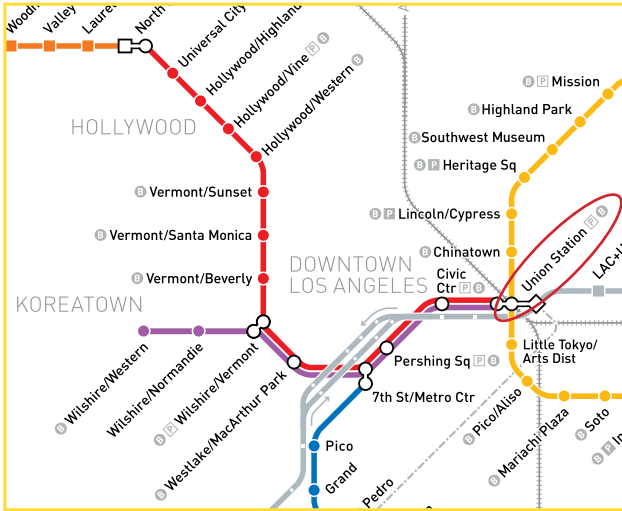 Valley
North
Universal City
Hollywood/Highland
Hollywood/Vine P B
Hollywood/Western B
B P Mission
B Highland Park
HOLLYWOOD
B Southwest Museum
B P Heritage Sq
B Vermont/Sunset
B P Lincoln/Cypress
B Vermont/Santa Monica
B Chinatown
Union Station P B
B Vermont/Beverly
DOWNTOWN
LOS ANGELES
Civic
Ctr P B
KOREATOWN
B Wilshire/Western
Wilshire/Normandie
B P Wilshire/Vermont
B Westlake/MacArthur Park
Pershing Sq P B
7th St/Metro Ctr
Little Tokyo/
Arts Dist
B Pico/Aliso
B Mariachi Plaza
B Soto
B P
Pico
Grand
Pedro